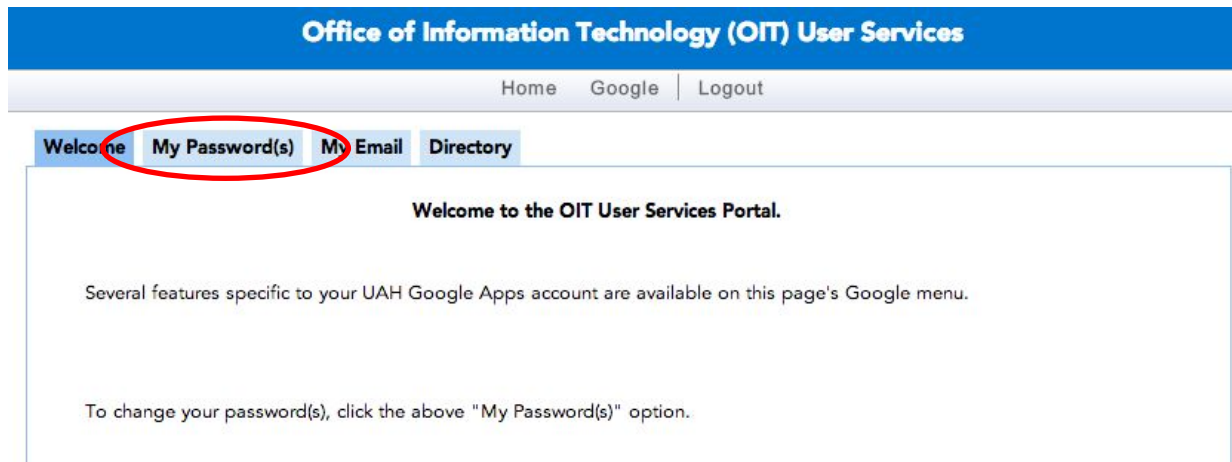 Office of Information Technology (OIT) User Services
Home Google Logout
Welcome My Password(s) My Email Directory
Welcome to the OIT User Services Portal.
Several features specific to your UAH Google Apps account are available on this page's Google menu.
To change your password(s), click the above "My Password(s)" option.